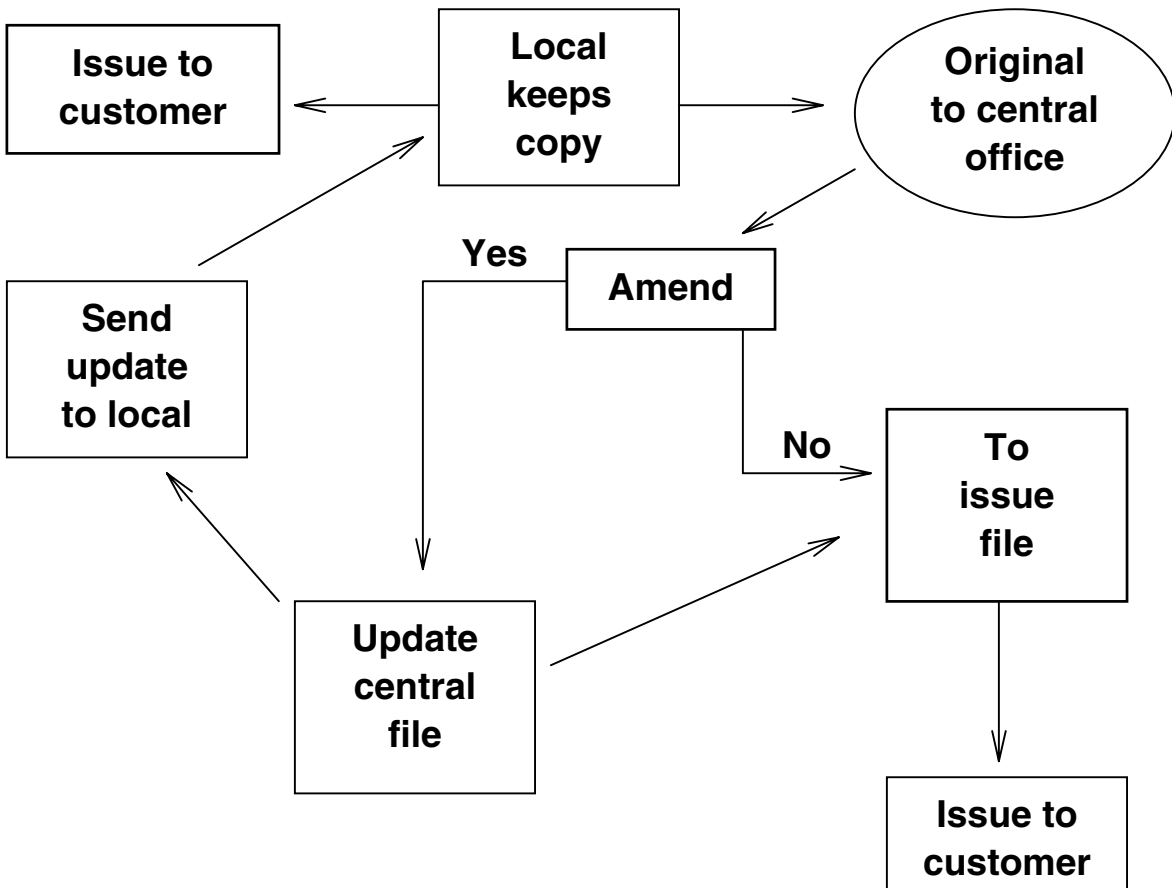 Issue to
customer
Local
keeps
copy
Original
to central
office
Yes
Amend
Send
update
to local
No
To
issue
file
Update
central
file
Issue to
customer